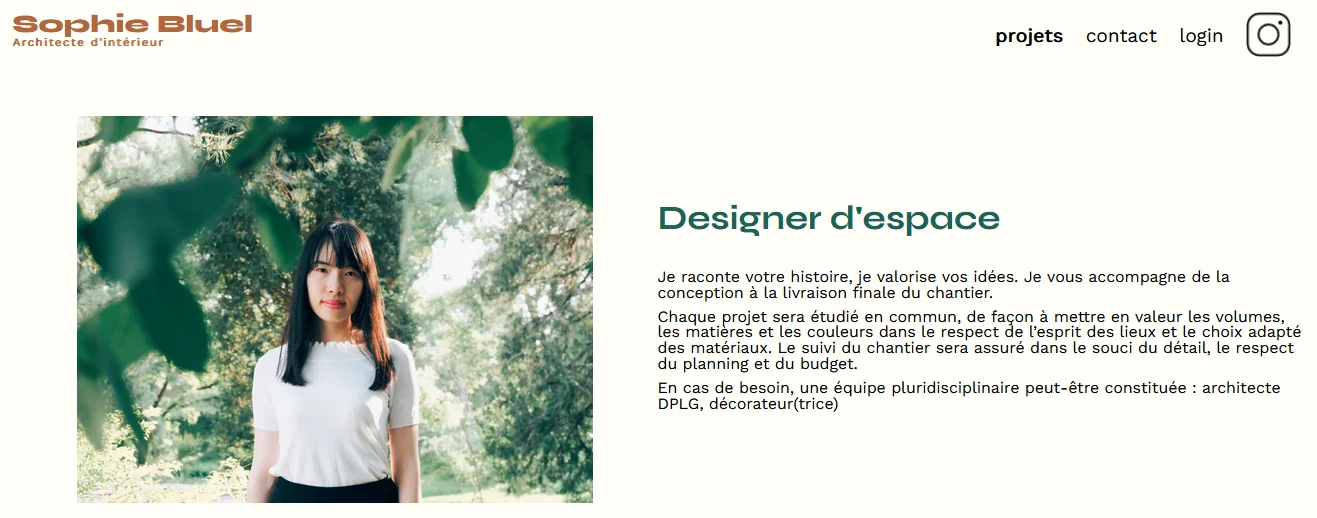 Sophie Bluel
Architecte d'intérieur
projets contact login
Designer d'espace
Je raconte votre histoire, je valorise vos idées. Je vous accompagne de la
conception à la livraison finale du chantier.
Chaque projet sera étudié en commun, de façon à mettre en valeur les volumes,
les matières et les couleurs dans le respect de l’esprit des lieux et le choix adapté
des matériaux. Le suivi du chantier sera assuré dans le souci du détail, le respect
du planning et du budget.
En cas de besoin, une équipe pluridisciplinaire peut-être constituée : architecte
DPLG, décorateur(trice)